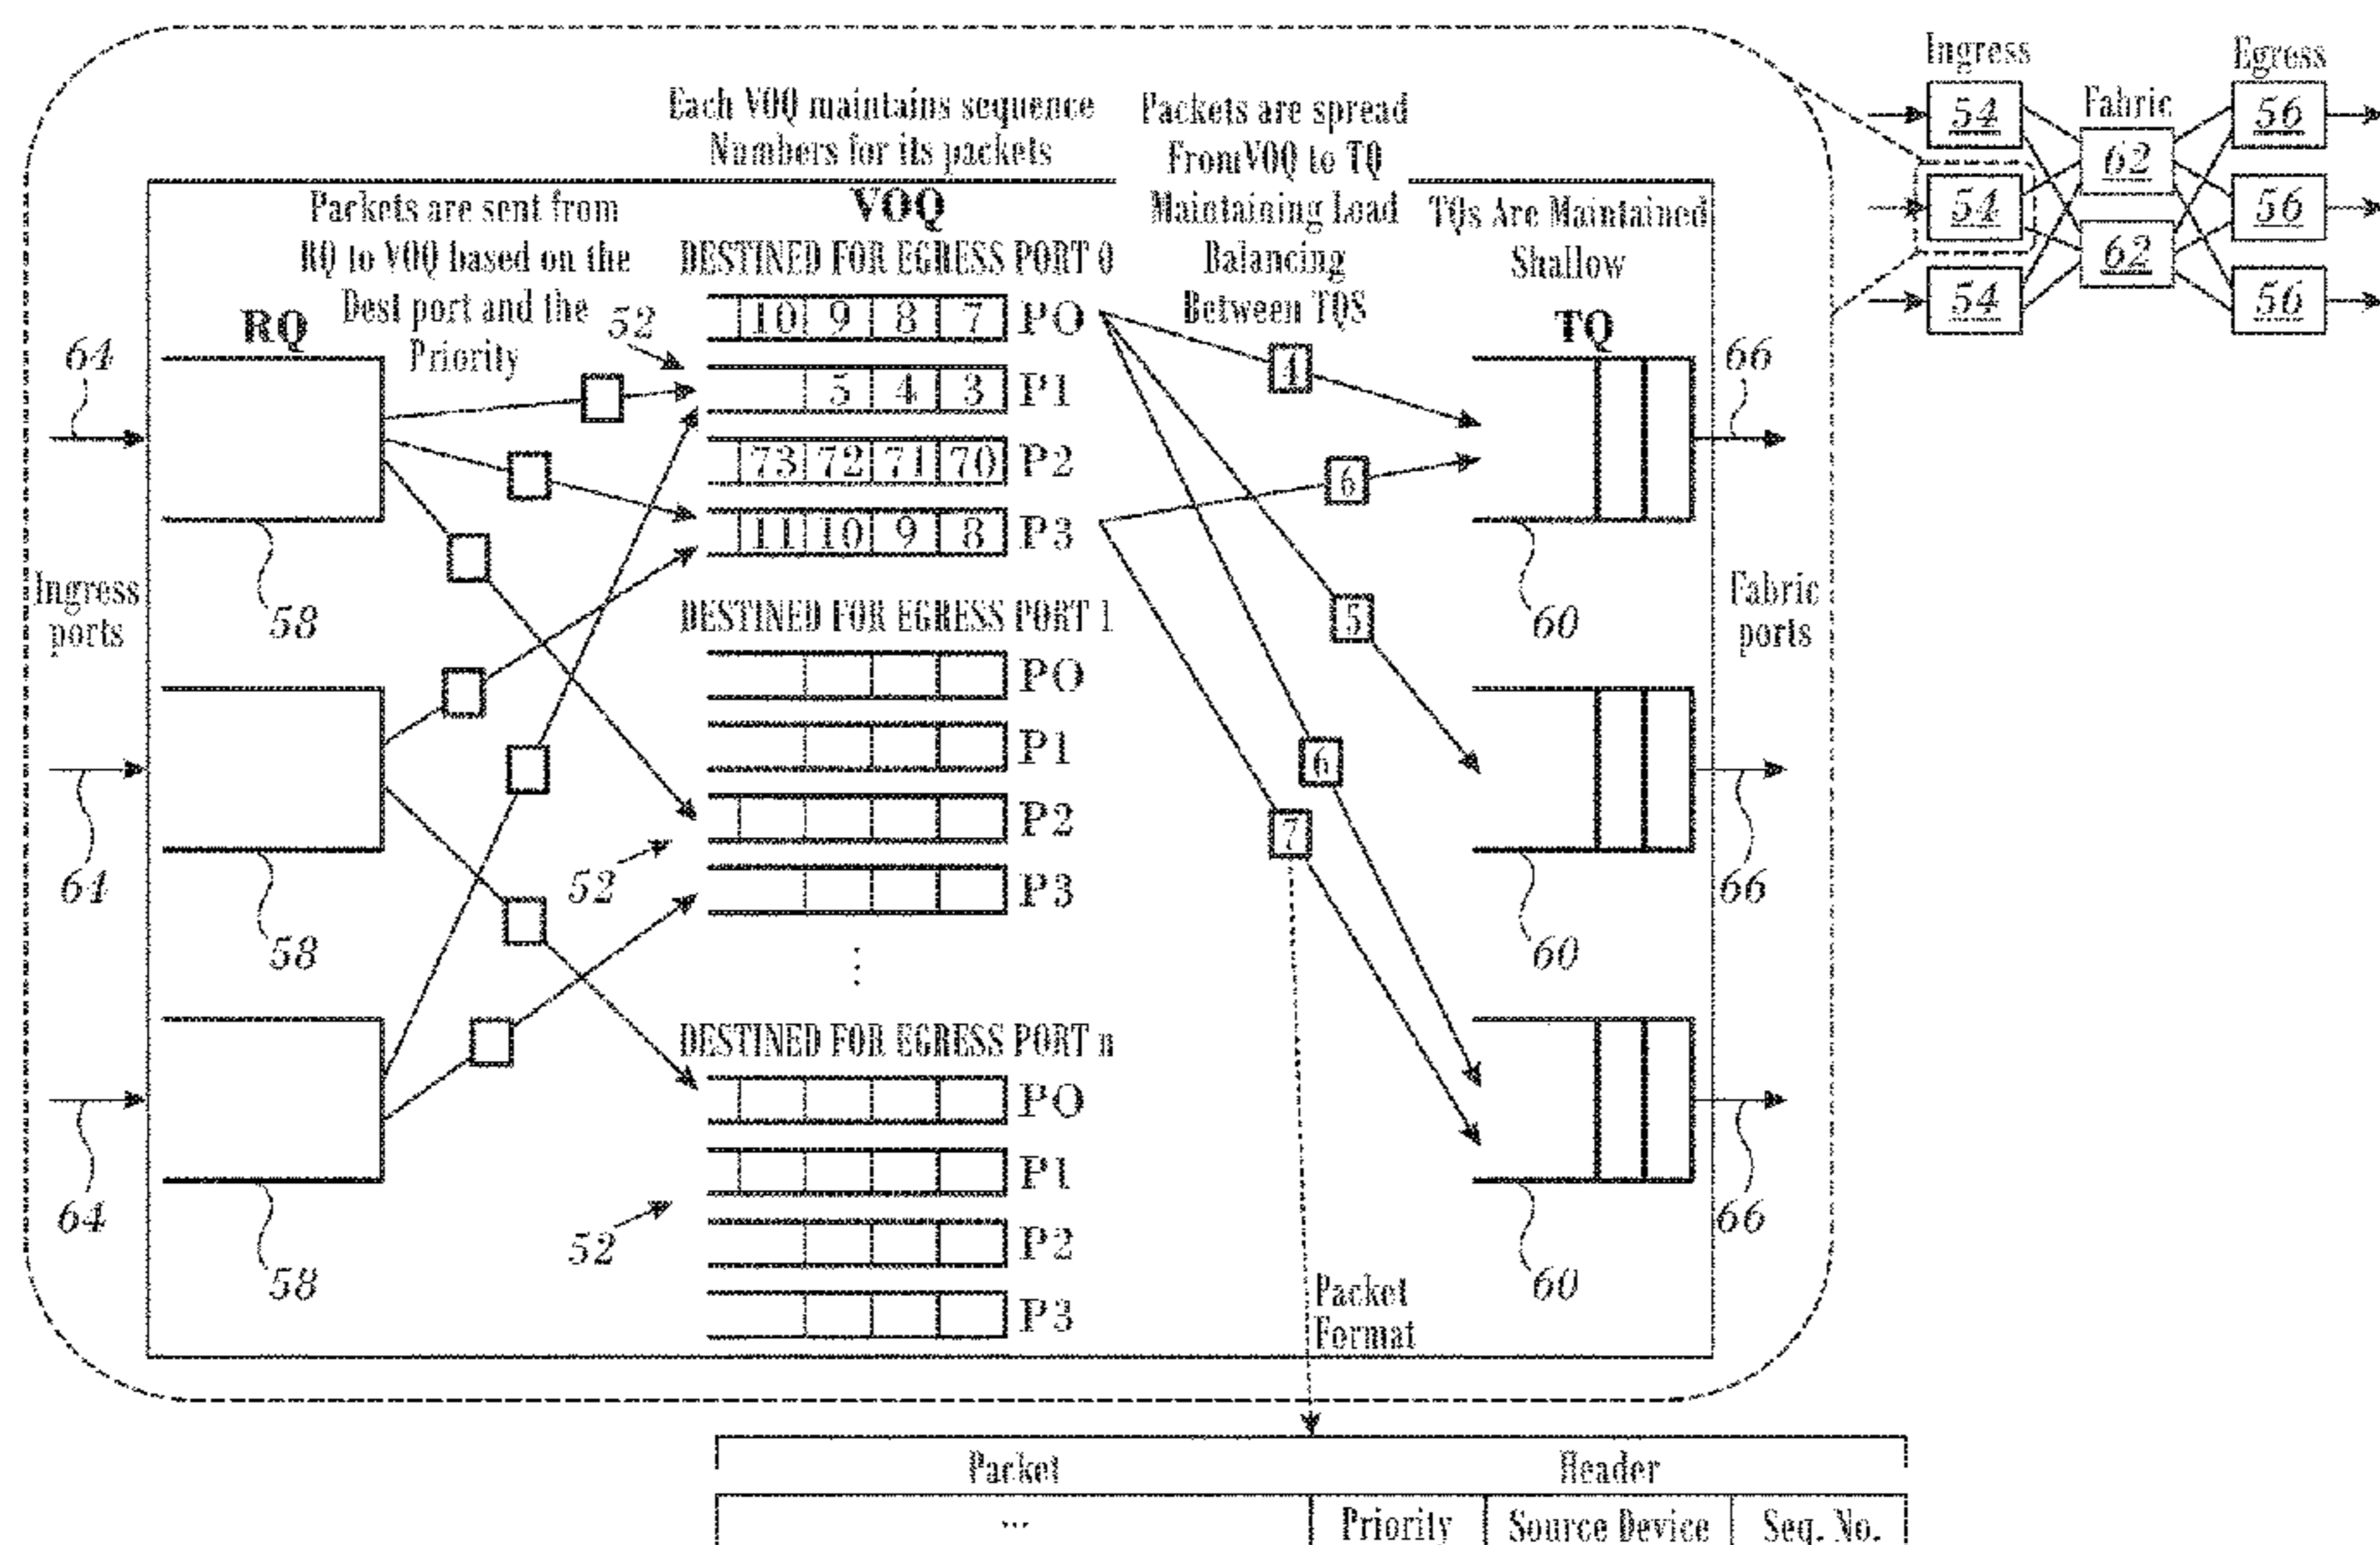 Each VOQ maintains sequence
Numbers for its packets
Packets are spread
FromVOQ to TQ
Maintaining Load
Balancing
Between TQS
Packets are sent from
RQ to VOQ based on the
Dest port and the
Priority
VOQ
TQs Are Maintained
Shallow
Ingress
Fabric
Egress
54
54
54
62
62
56
56
56
RQ
TQ
Ingress
ports
64
64
64
58
58
58
52
52
52
DESTINED FOR EGRESS PORT 0
10 9 8 7 PO
5 4 3 P1
73 72 71 70 P2
11 10 9 8 P3
DESTINED FOR EGRESS PORT 1
PO
P1
P2
P3
⋮
DESTINED FOR EGRESS PORT n
PO
P1
P2
P3
4
6
5
6
7
60
60
60
66
66
66
Fabric
ports
Packet
Format
Packet Header
... Priority Source Device Seq. No.